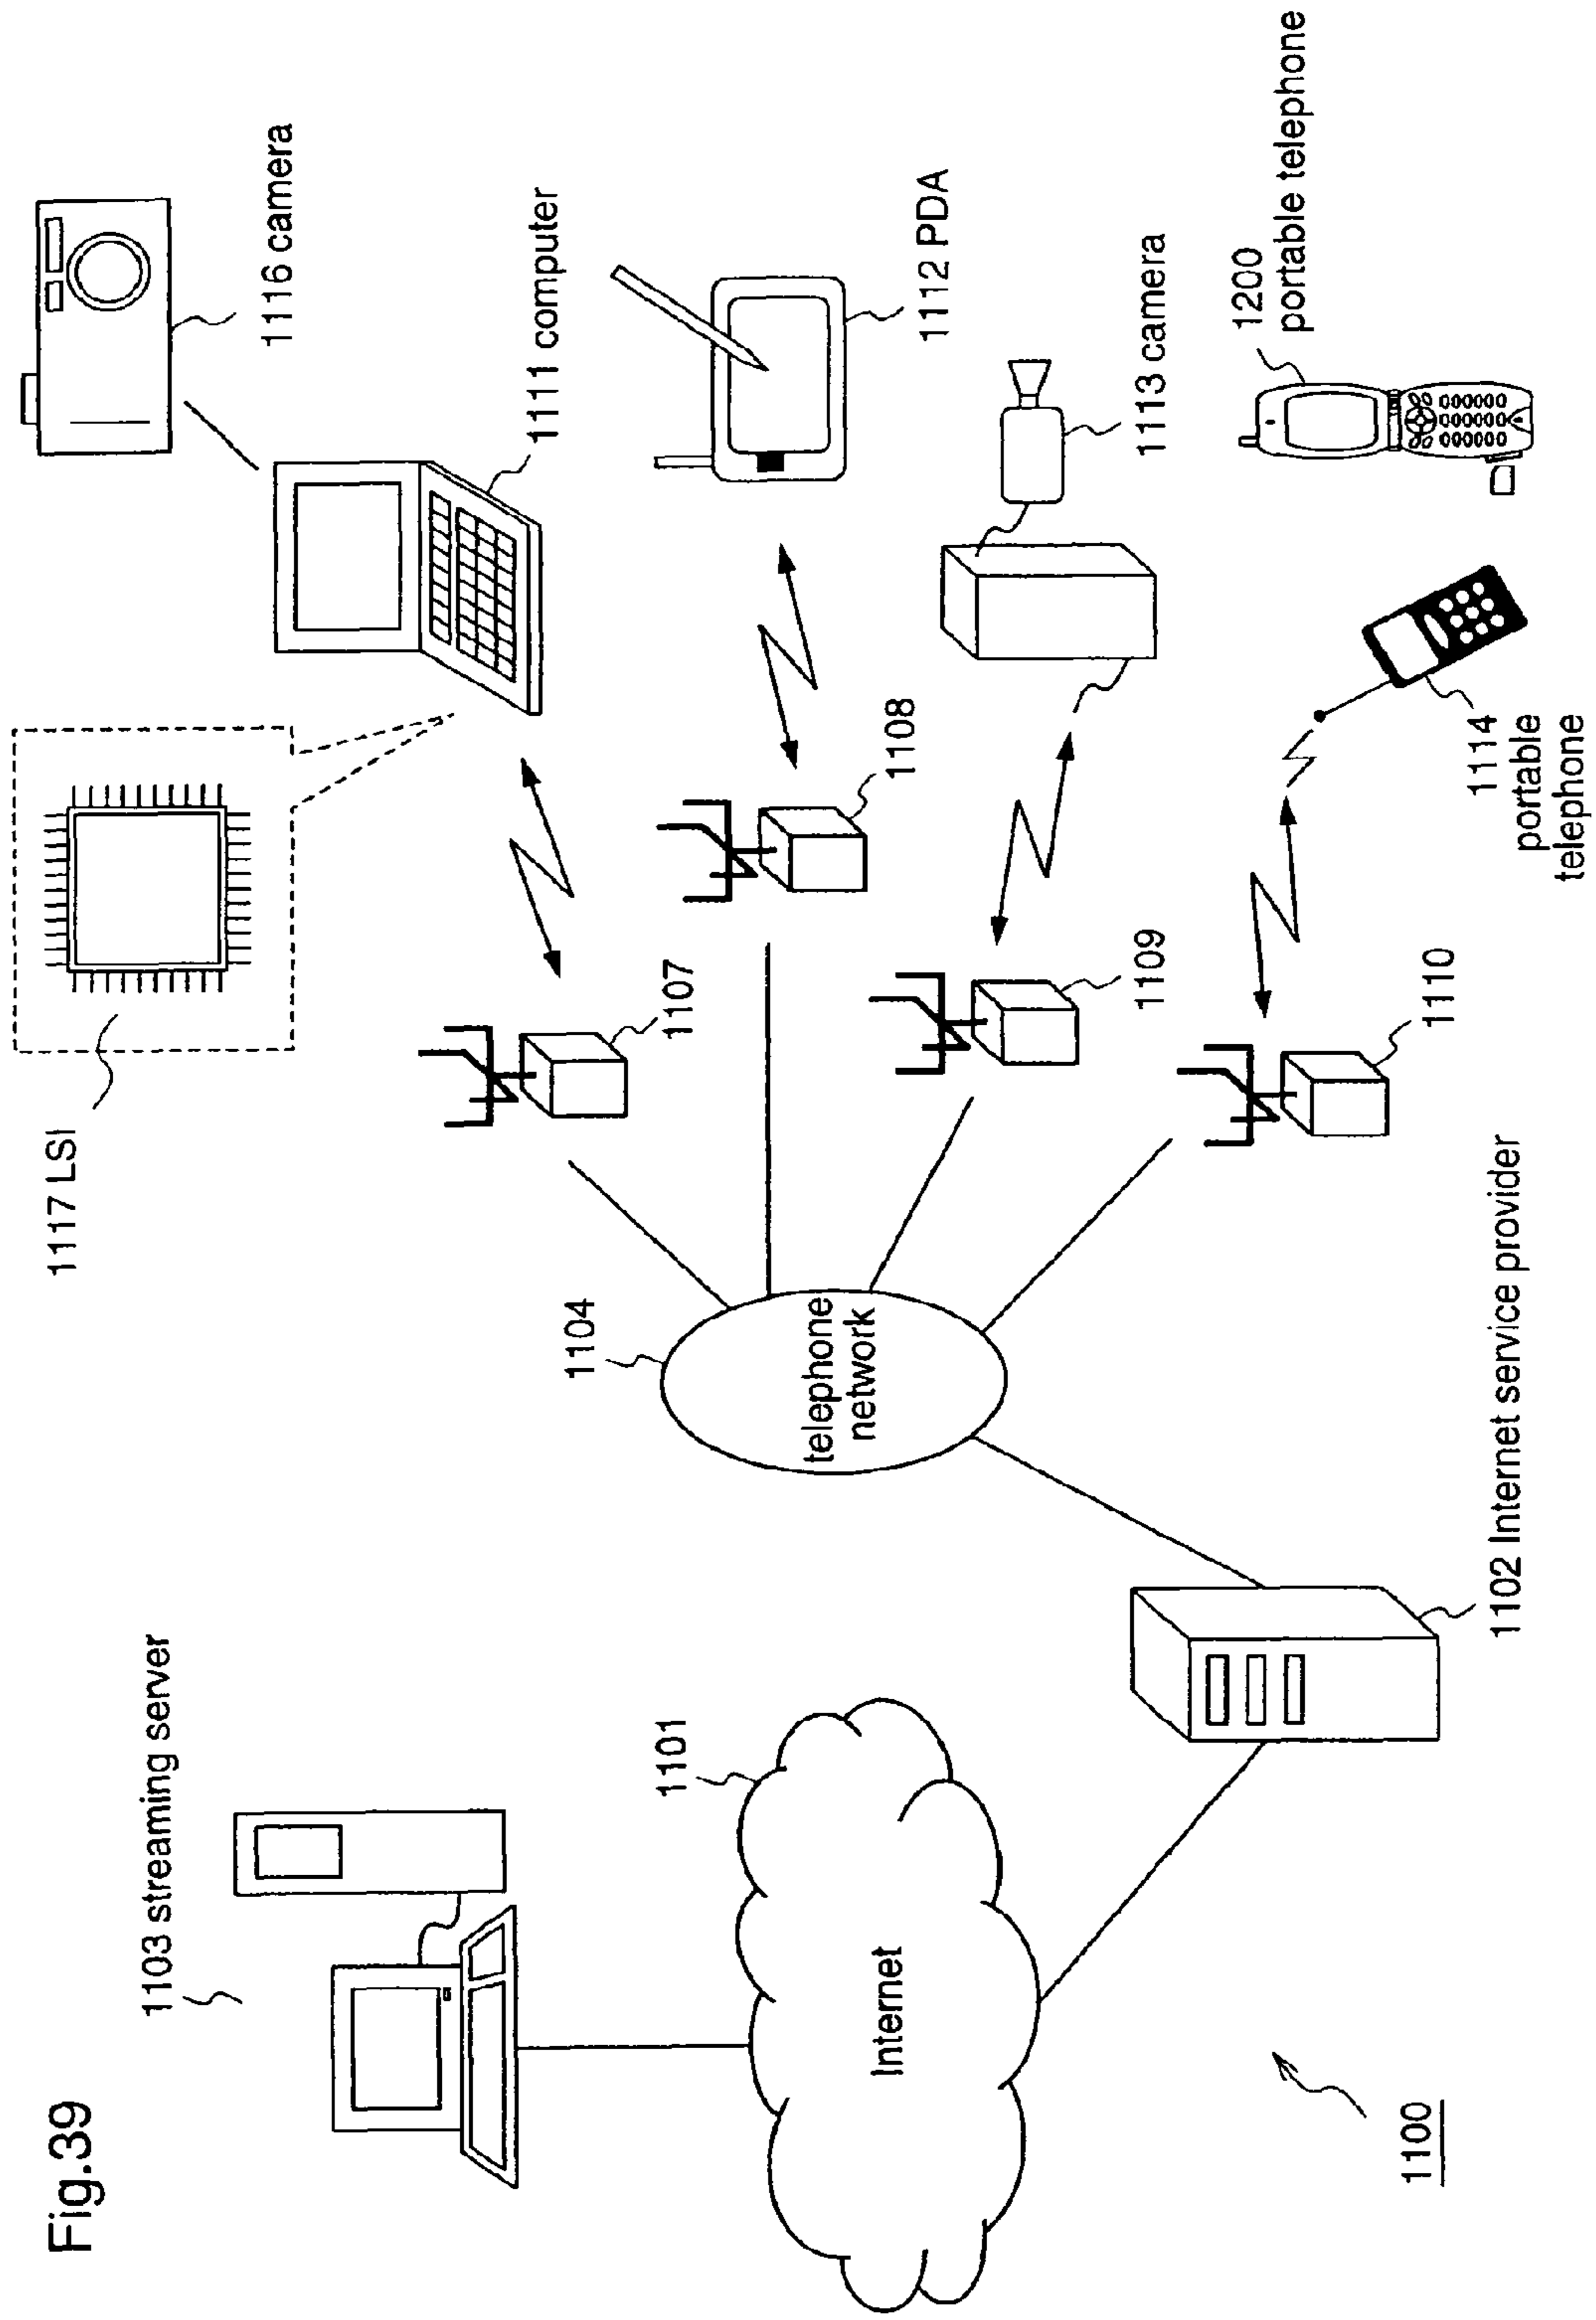 Fig.39
1103 streaming server
1117 LSI
1116 camera
1111 computer
1107
1104
1101
telephone
network
Internet
1108
1112 PDA
1109
1113 camera
1110
1200
portable telephone
1114
portable
telephone
1102 Internet service provider
1100